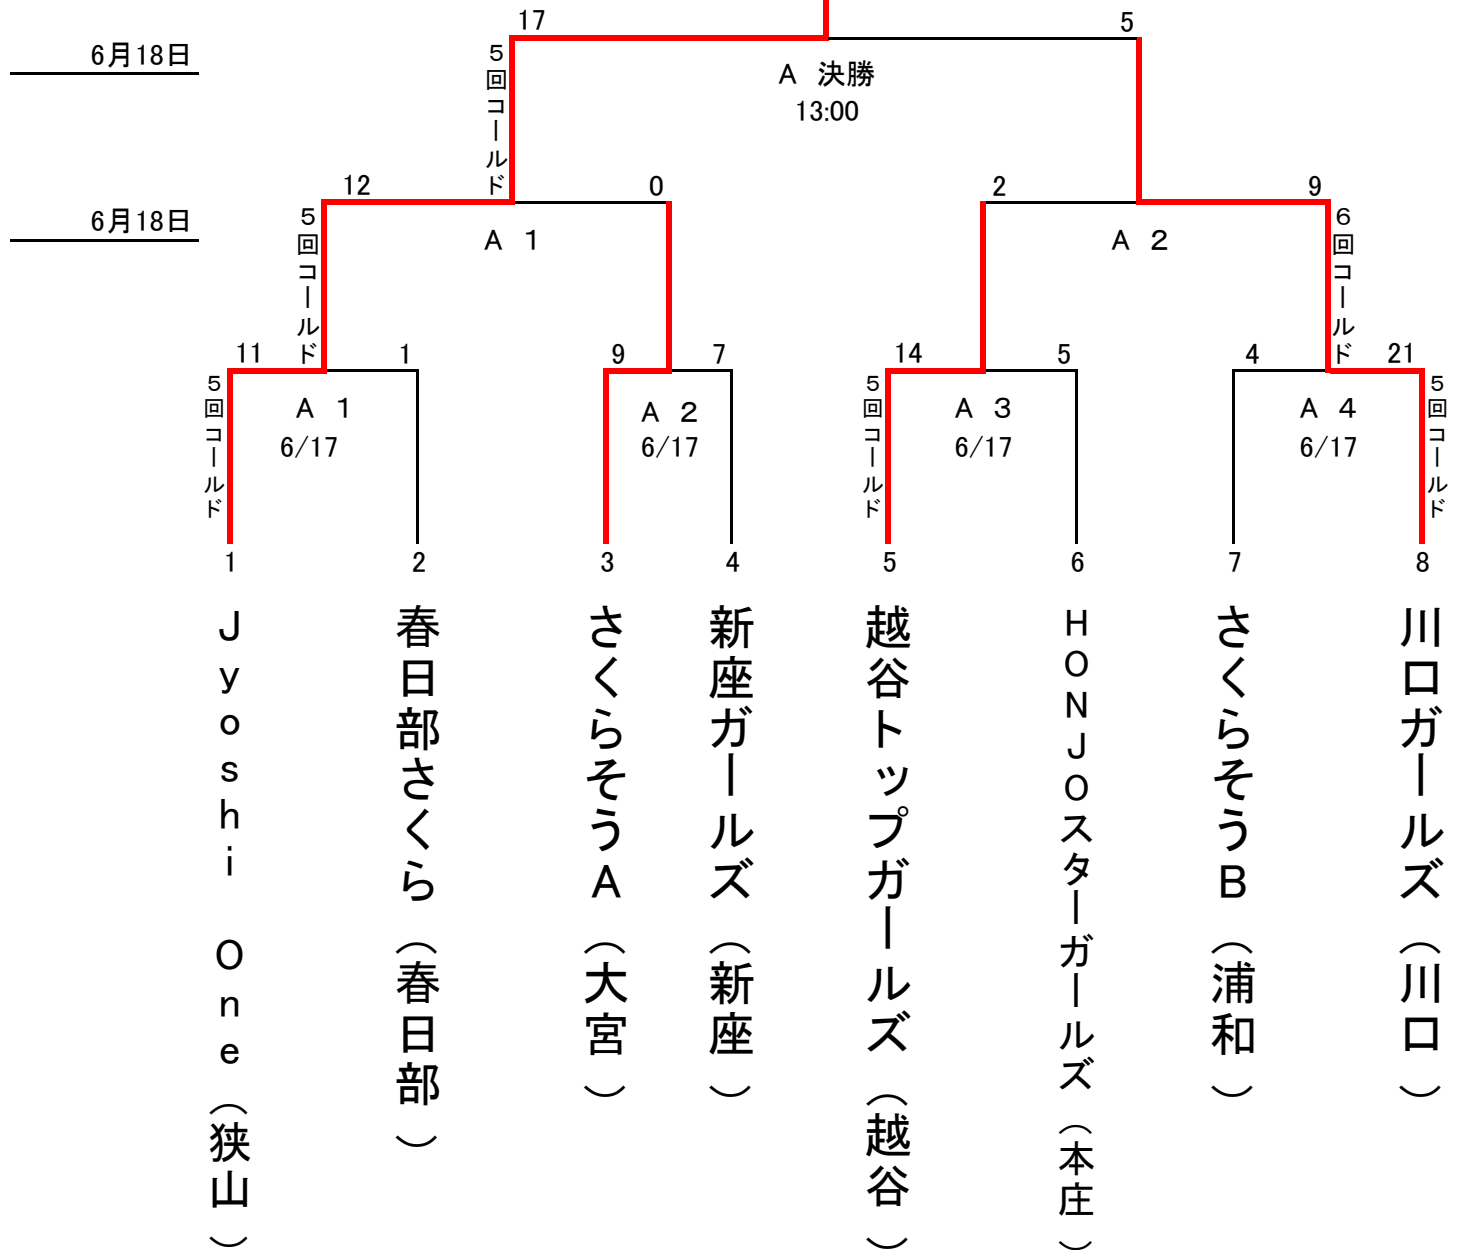 17
5
6月18日
5回コールド
A 決勝
13:00
12
0
2
9
6月18日
5回コールド
A 1
A 2
6回コールド
11
1
9
7
14
5
4
21
5回コールド
A 1
6/17
A 2
6/17
5回コールド
A 3
6/17
A 4
6/17
5回コールド
1
2
3
4
5
6
7
8
Jyoshi One(狭山)
春日部さくら(春日部)
さくらそうA(大宮)
新座ガールズ(新座)
越谷トップガールズ(越谷)
HONJOスターガールズ(本庄)
さくらそうB(浦和)
川口ガールズ(川口)